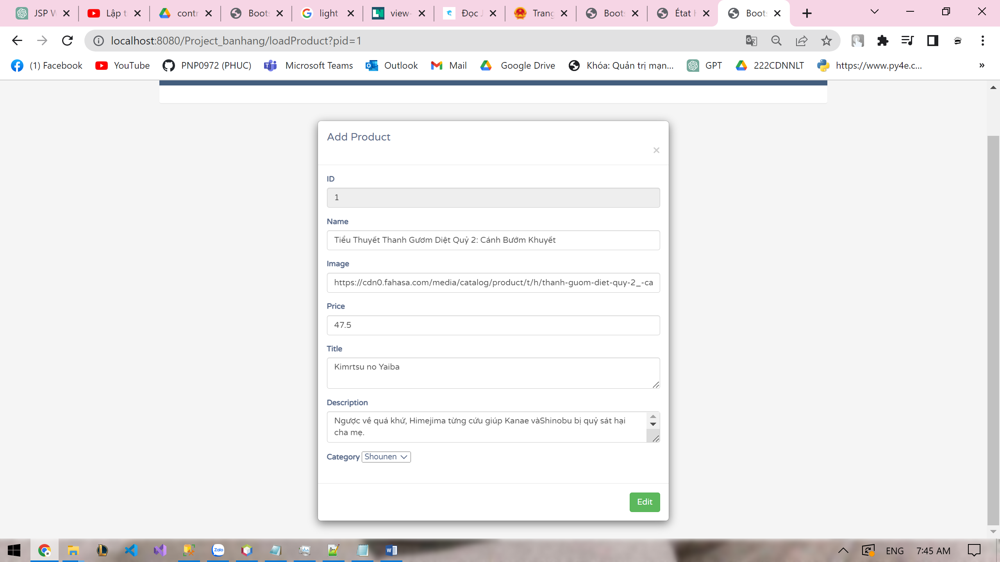 JSP W
Lập t
contr
Boots
light
view-
Đọc J
Trang
Boots
État H
Boots
localhost:8080/Project_banhang/loadProduct?pid=1
(1) Facebook
YouTube
PNP0972 (PHUC)
Microsoft Teams
Outlook
Mail
Google Drive
Khóa: Quản trị mạn...
GPT
222CDNNLT
https://www.py4e.c...
»
Add Product
×
ID
1
Name
Tiểu Thuyết Thanh Gươm Diệt Quỷ 2: Cánh Bướm Khuyết
Image
https://cdn0.fahasa.com/media/catalog/product/t/h/thanh-guom-diet-quy-2_-ca
Price
47.5
Title
Kimrtsu no Yaiba
Description
Ngược về quá khứ, Himejima từng cứu giúp Kanae vàShinobu bị quỷ sát hại
cha mẹ.
Category Shounen
Edit
Zalo
ENG
7:45 AM